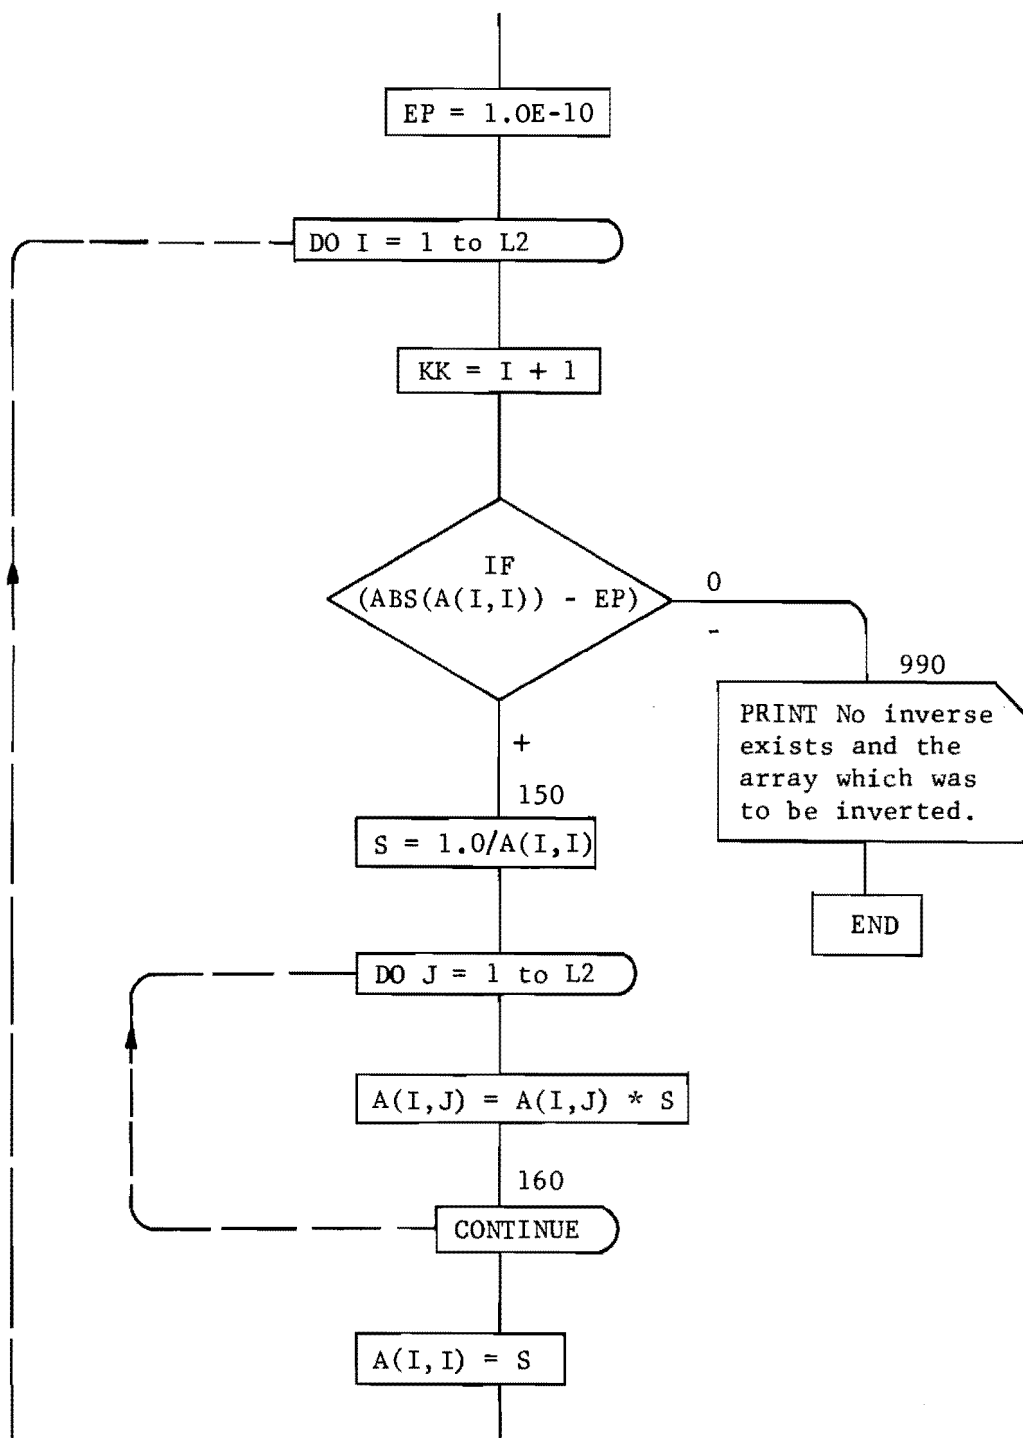 EP = 1.0E-10
DO I = 1 to L2
KK = I + 1
IF
(ABS(A(I,I)) - EP)
0
-
990
PRINT No inverse
exists and the
array which was
to be inverted.
END
+
150
S = 1.0/A(I,I)
DO J = 1 to L2
A(I,J) = A(I,J) * S
160
CONTINUE
A(I,I) = S